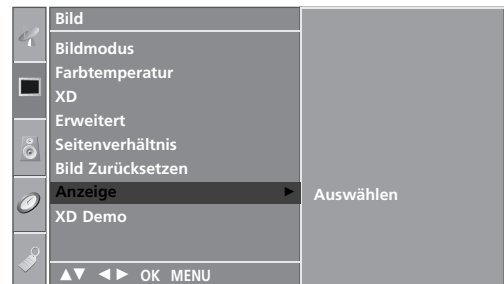 Bild
Bildmodus
Farbtemperatur
XD
Erweitert
Seitenverhältnis
Bild Zurücksetzen
Anzeige ► Auswählen
XD Demo
▲▼ ◄► OK MENU